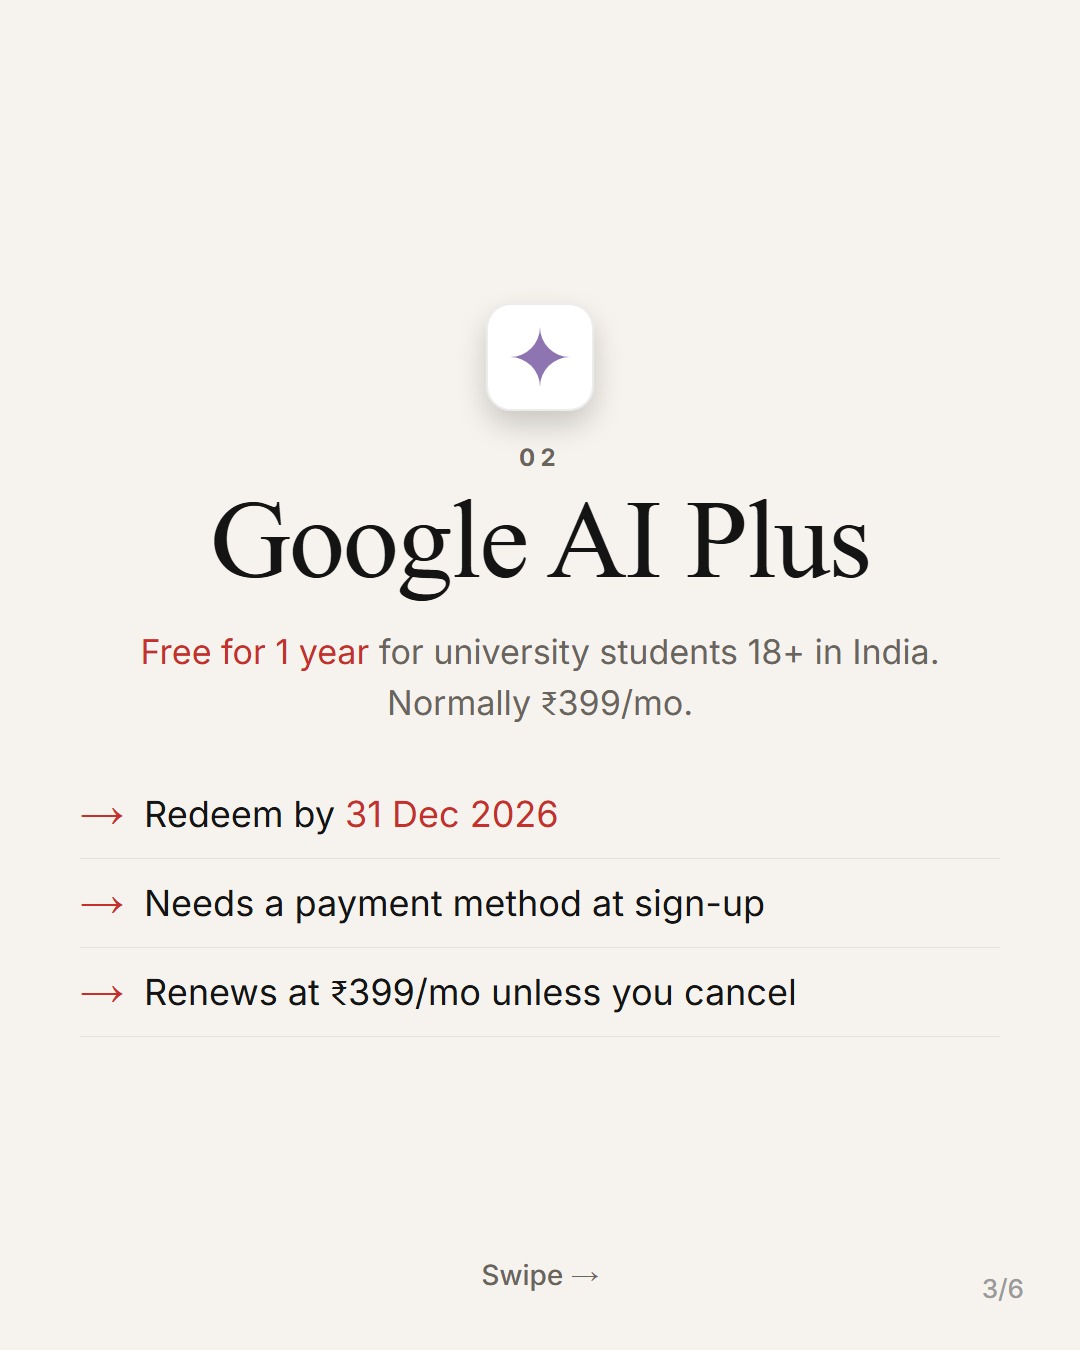 02
Google AI Plus
Free for 1 year for university students 18+ in India.
Normally ₹399/mo.
→ Redeem by 31 Dec 2026
→ Needs a payment method at sign-up
→ Renews at ₹399/mo unless you cancel
Swipe →
3/6